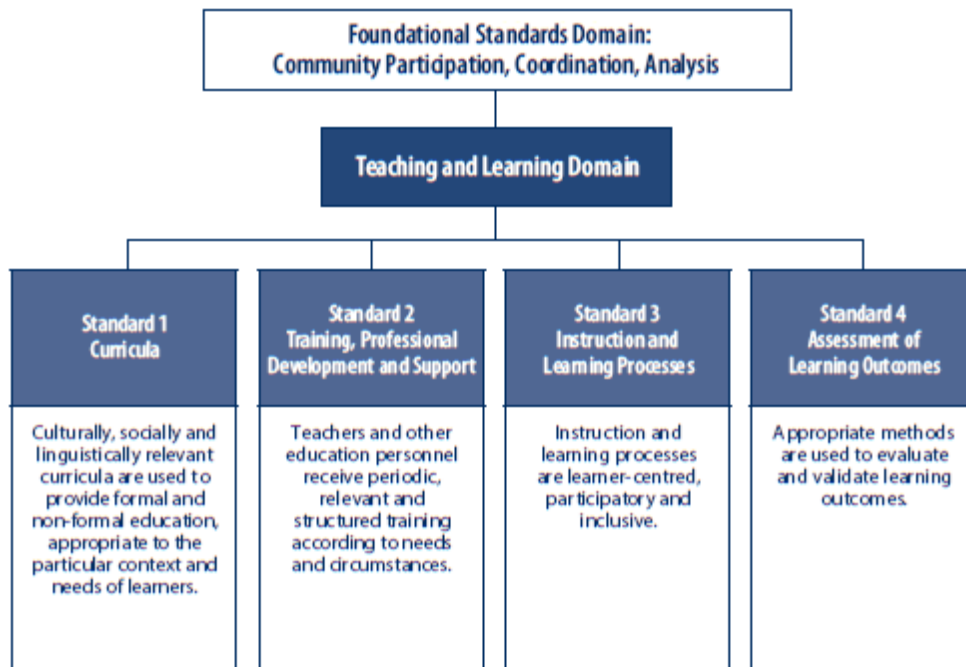 Foundational Standards Domain:
Community Participation, Coordination, Analysis
Teaching and Learning Domain
Standard 1
Curricula
Culturally, socially and
linguistically relevant
curricula are used to
provide formal and
non-formal education,
appropriate to the
particular context and
needs of learners.
Standard 2
Training, Professional
Development and Support
Teachers and other
education personnel
receive periodic,
relevant and
structured training
according to needs
and circumstances.
Standard 3
Instruction and
Learning Processes
Instruction and
learning processes
are learner-centred,
participatory and
inclusive.
Standard 4
Assessment of
Learning Outcomes
Appropriate methods
are used to evaluate
and validate learning
outcomes.